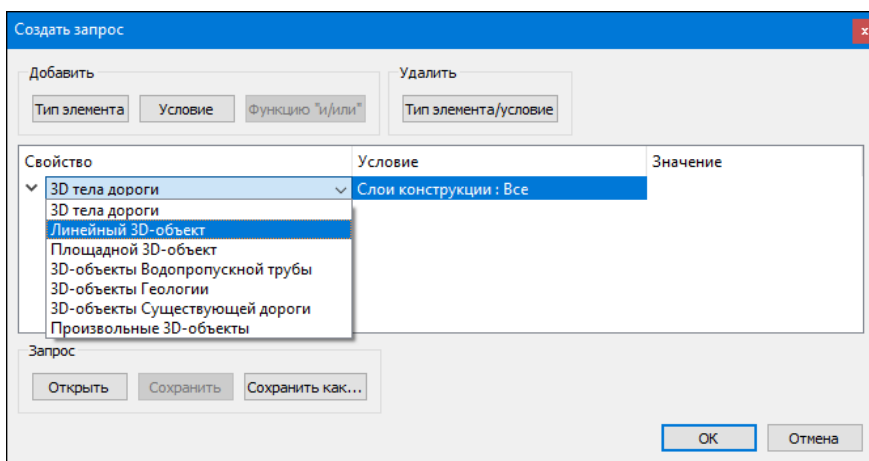 Создать запрос
x
Добавить
Удалить
Тип элемента
Условие
Функцию "и/или"
Тип элемента/условие
Свойство
Условие
Значение
3D тела дороги
Слои конструкции : Все
3D тела дороги
Линейный 3D-объект
Площадной 3D-объект
3D-объекты Водопропускной трубы
3D-объекты Геологии
3D-объекты Существующей дороги
Произвольные 3D-объекты
Запрос
Открыть
Сохранить
Сохранить как...
ОК
Отмена